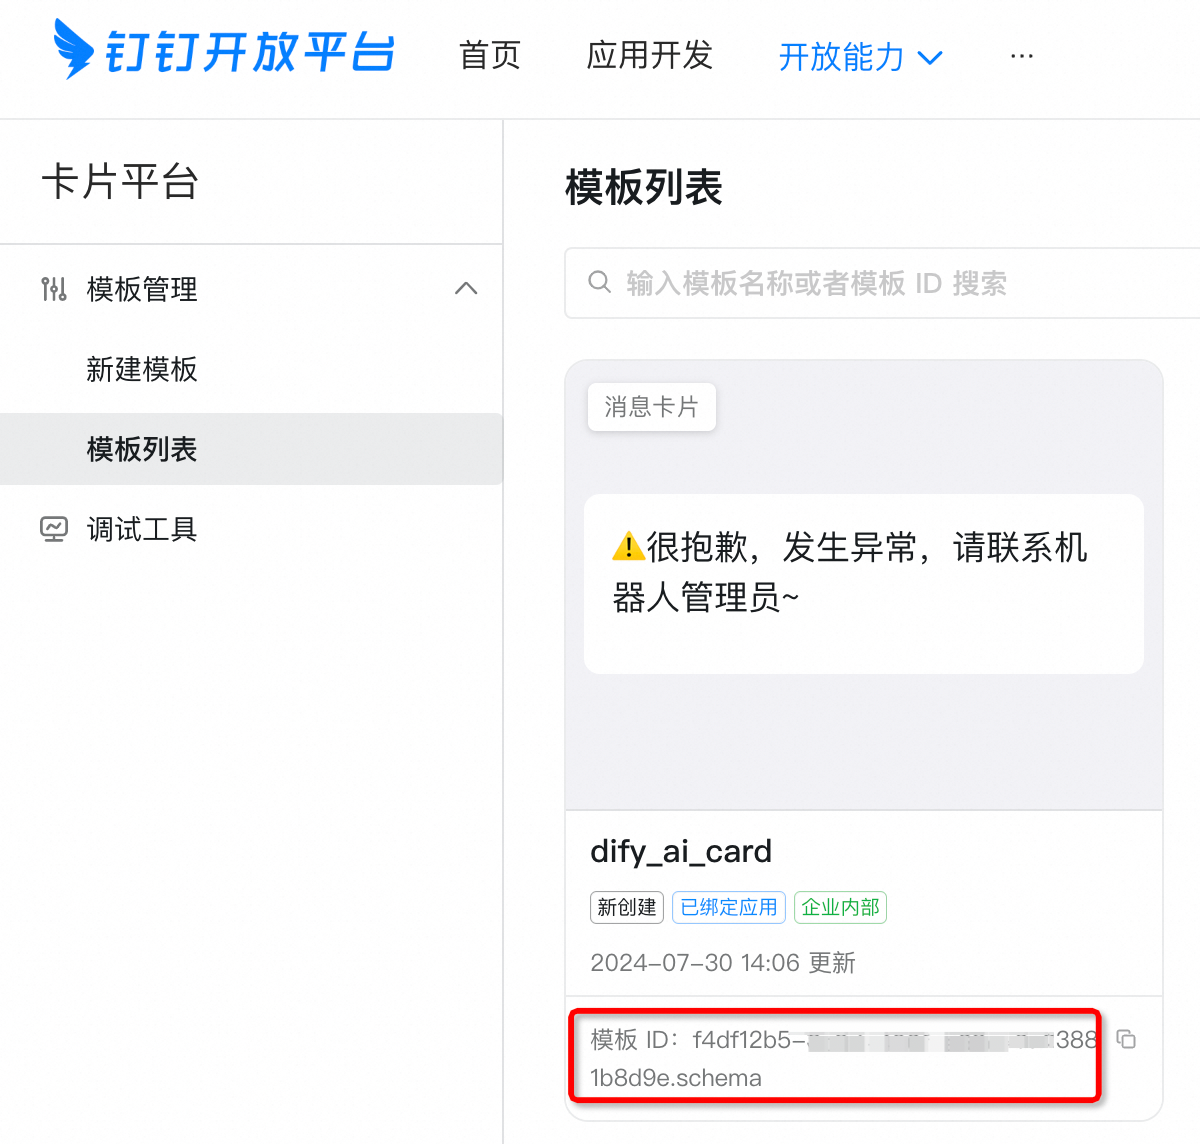 钉钉开放平台 首页 应用开发 开放能力 ···
卡片平台
模板管理
新建模板
模板列表
调试工具
模板列表
输入模板名称或者模板 ID 搜索
消息卡片
⚠️很抱歉，发生异常，请联系机
器人管理员~
dify_ai_card
新创建 已绑定应用 企业内部
2024-07-30 14:06 更新
模板 ID：f4df12b5- 388
1b8d9e.schema